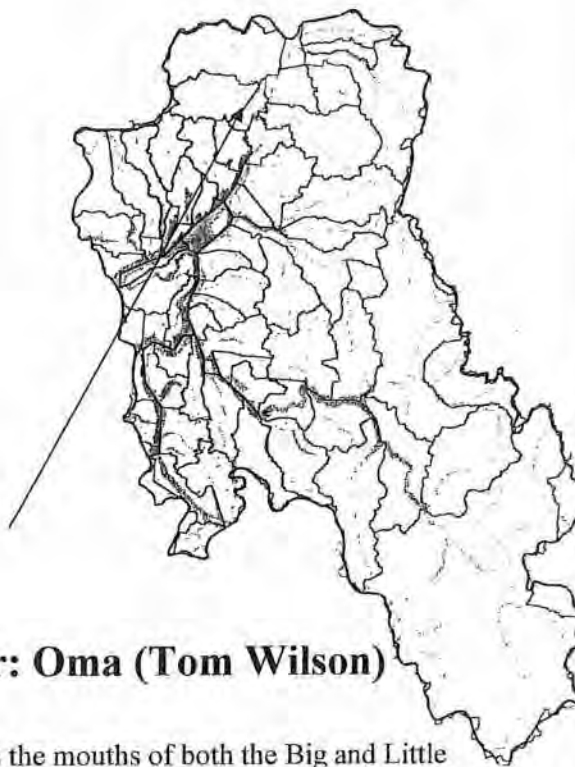 r: Oma (Tom Wilson)
the mouths of both the Big and Little